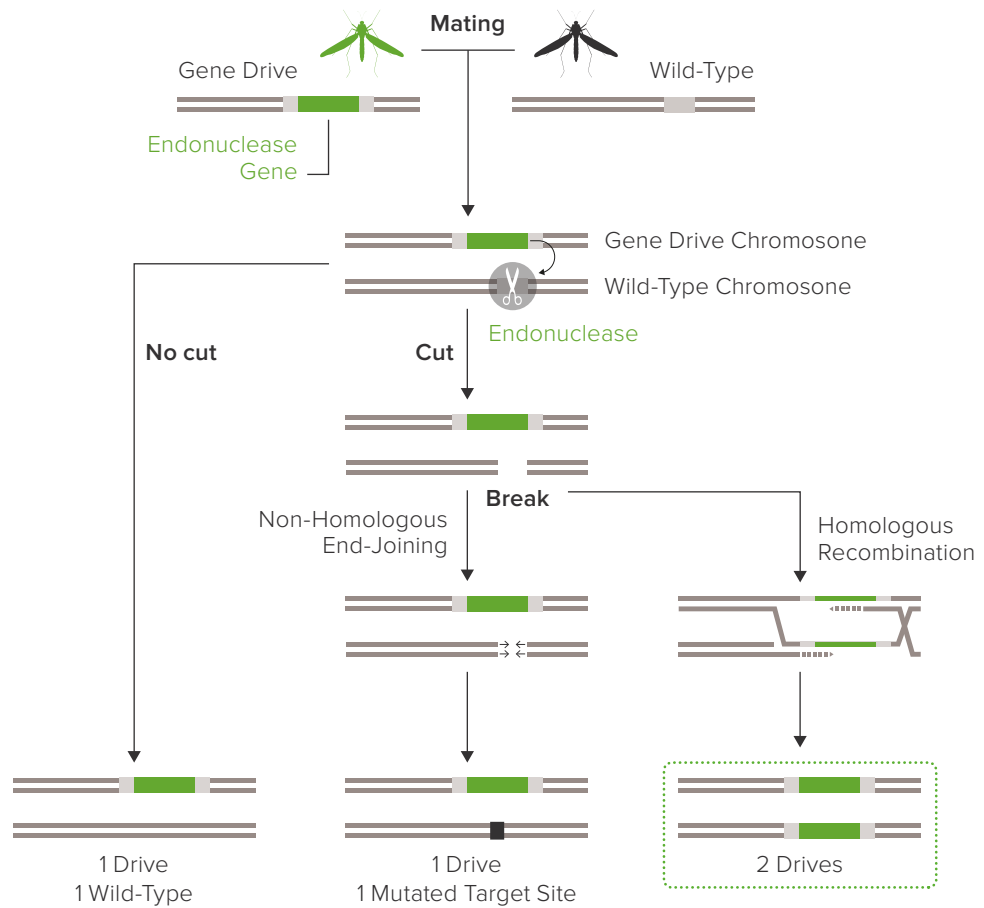 Mating
Gene Drive
Wild-Type
Endonuclease
Gene
Gene Drive Chromosone
Wild-Type Chromosone
Endonuclease
No cut
Cut
Break
Non-Homologous
End-Joining
Homologous
Recombination
1 Drive
1 Wild-Type
1 Drive
1 Mutated Target Site
2 Drives